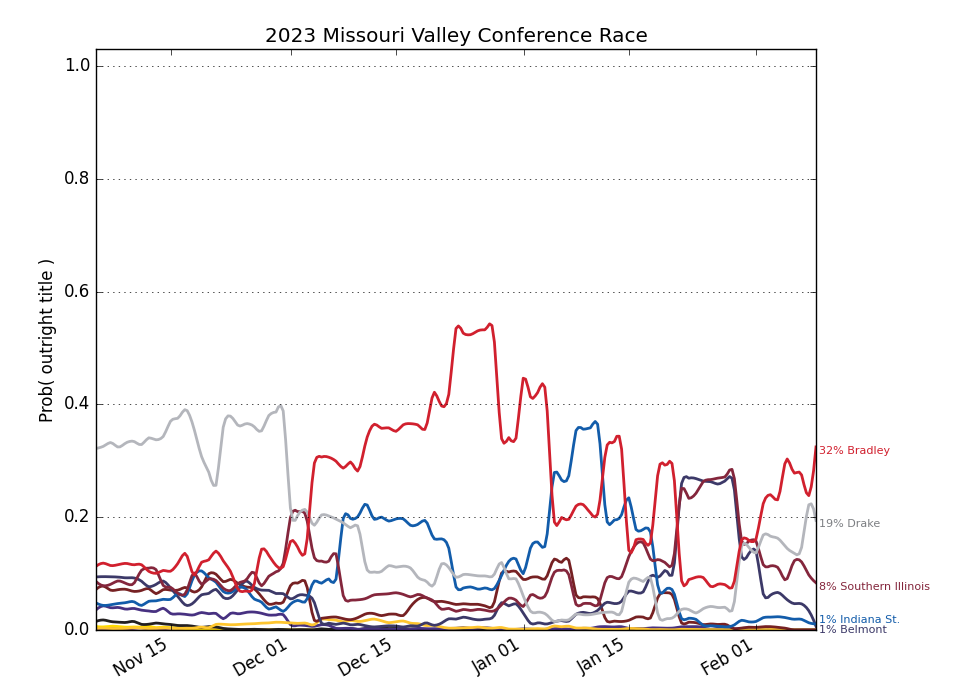 2023 Missouri Valley Conference Race
Prob( outright title )
1.0
0.8
0.6
0.4
0.2
0.0
Nov 15
Dec 01
Dec 15
Jan 01
Jan 15
Feb 01
32% Bradley
19% Drake
8% Southern Illinois
1% Indiana St.
1% Belmont